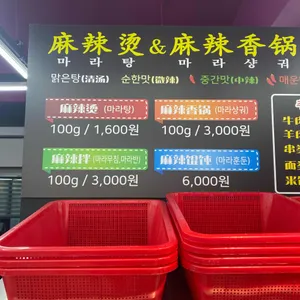 麻辣烫 & 麻辣香锅
마 라 탕    마 라 샹 궈
맑은탕(清汤) 순한맛(微辣) 중간맛(中辣) 매운
麻辣烫 (마라탕)
100g / 1,600원
麻辣香锅 (마라샹궈)
100g / 3,000원
麻辣拌 (마라무침,마라반)
100g / 3,000원
麻辣馄饨 (마라훈둔)
6,000원
牛肉
羊肉
串
面
米